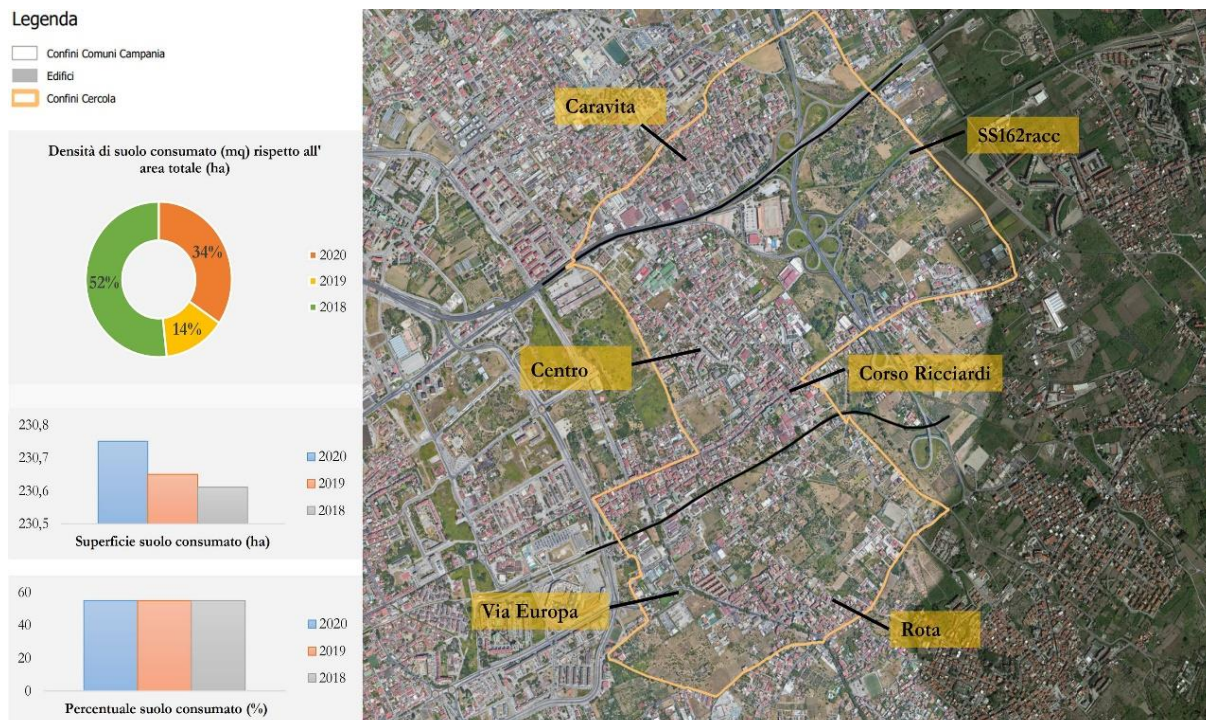 Legenda
Confini Comuni Campania
Edifici
Confini Cercola
Densità di suolo consumato (mq) rispetto all'
area totale (ha)
34%
52%
14%
2020
2019
2018
230,8
230,7
230,6
230,5
2020
2019
2018
Superficie suolo consumato (ha)
60
40
20
0
2020
2019
2018
Percentuale suolo consumato (%)
Caravita
SS162racc
Centro
Corso Ricciardi
Via Europa
Rota